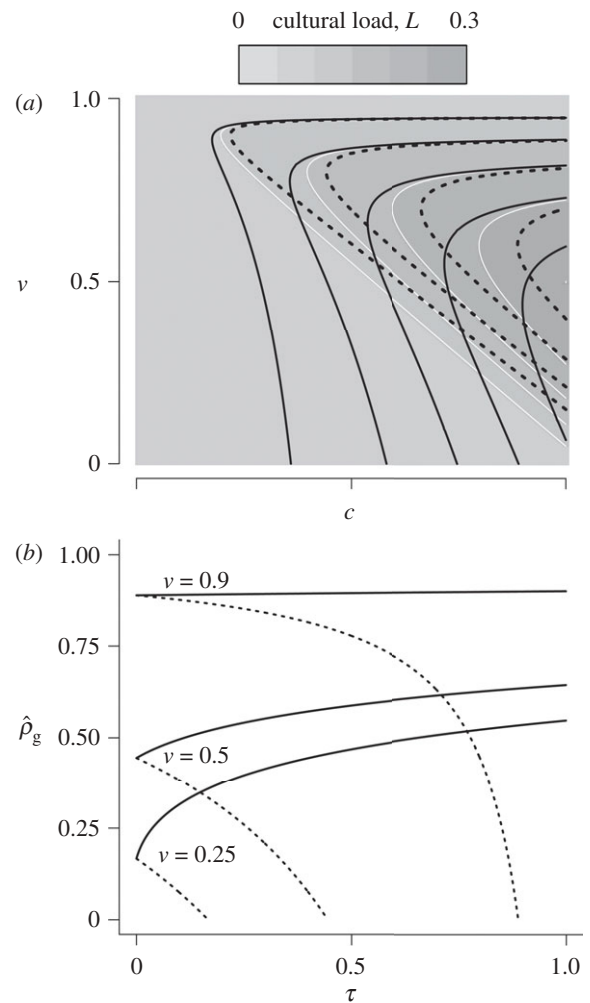 0 cultural load, L 0.3
(a)
1.0
v
0.5
0
c
(b)
1.00
v = 0.9
0.75
ρ̂g
0.50
v = 0.5
0.25
v = 0.25
0
0 0.5 1.0
τ